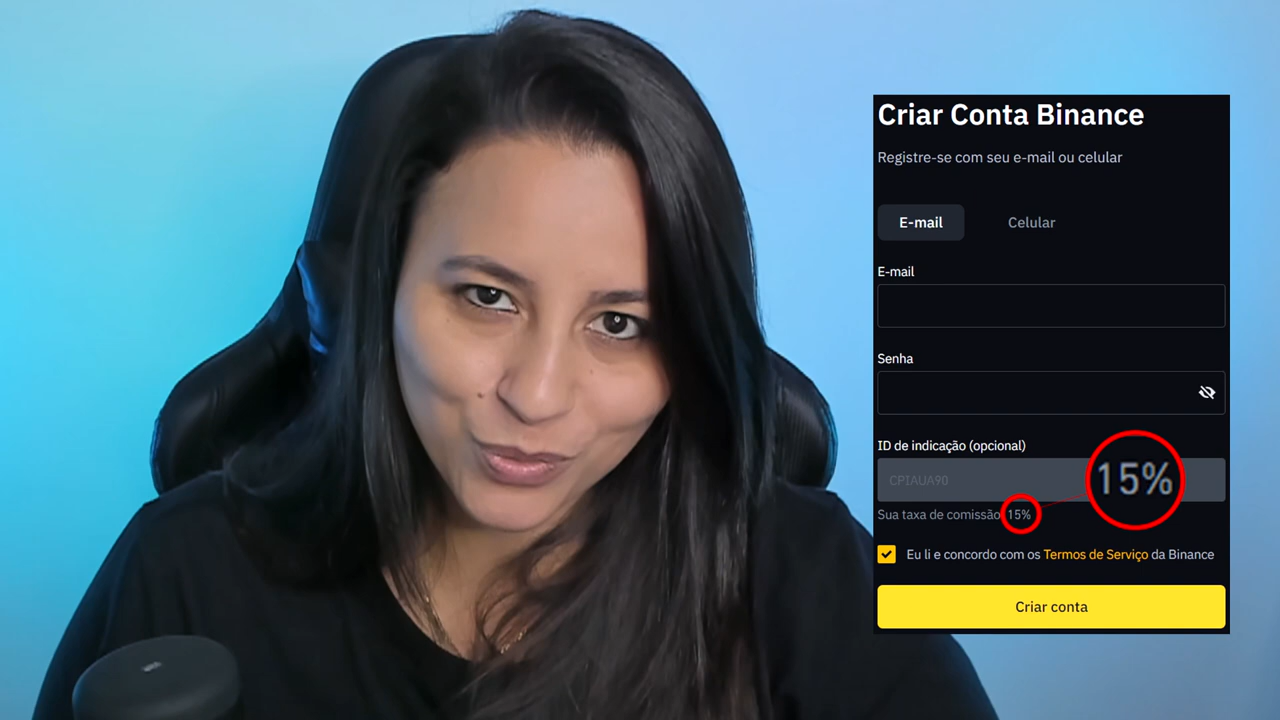 Criar Conta Binance
Registre-se com seu e-mail ou celular
E-mail Celular
E-mail
Senha
ID de indicação (opcional)
CPIAUA90 15%
Sua taxa de comissão 15%
Eu li e concordo com os Termos de Serviço da Binance
Criar conta